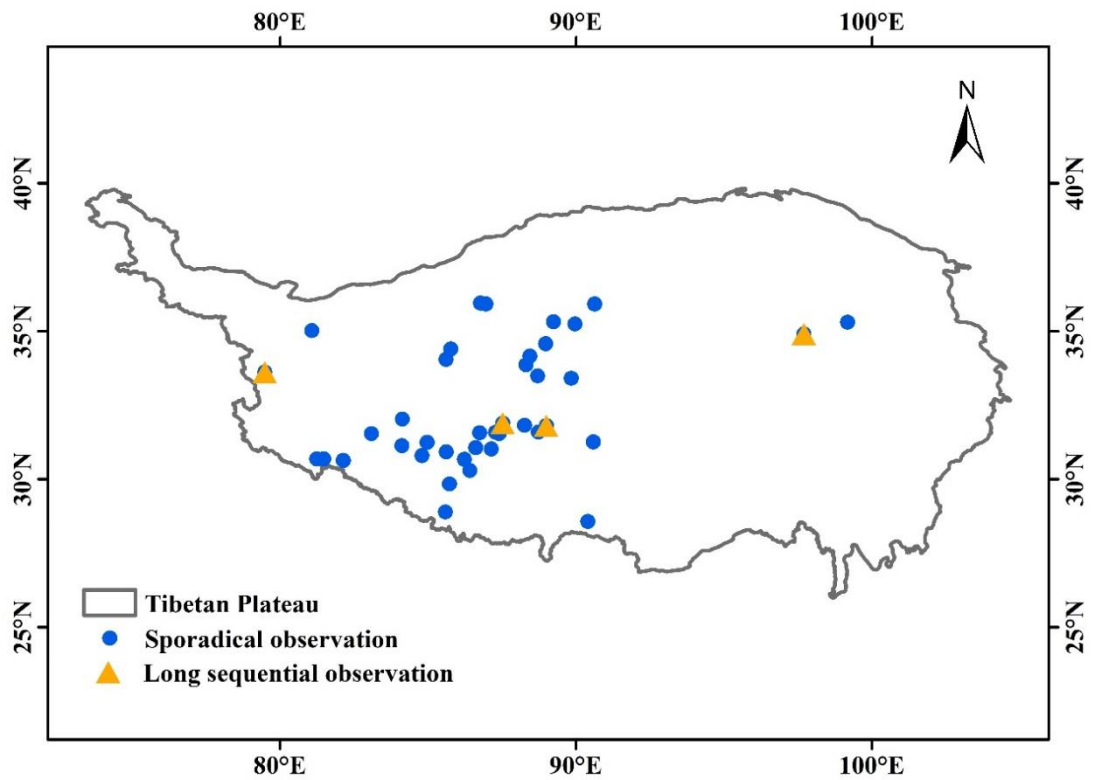 80°E 90°E 100°E
N
40°N 40°N
35°N 35°N
30°N 30°N
25°N 25°N
Tibetan Plateau
Sporadical observation
Long sequential observation
80°E 90°E 100°E